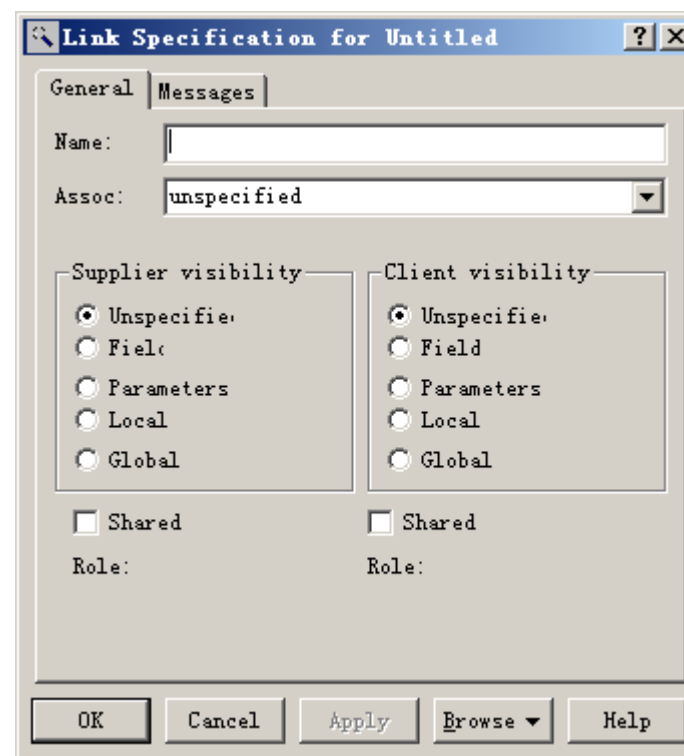 Link Specification for Untitled
General Messages
Name:
Assoc: unspecified
Supplier visibility Client visibility
Unspecifie Unspecifie
Fiel Field
Parameters Parameters
Local Local
Global Global
Shared Shared
Role: Role:
OK Cancel Apply Browse Help